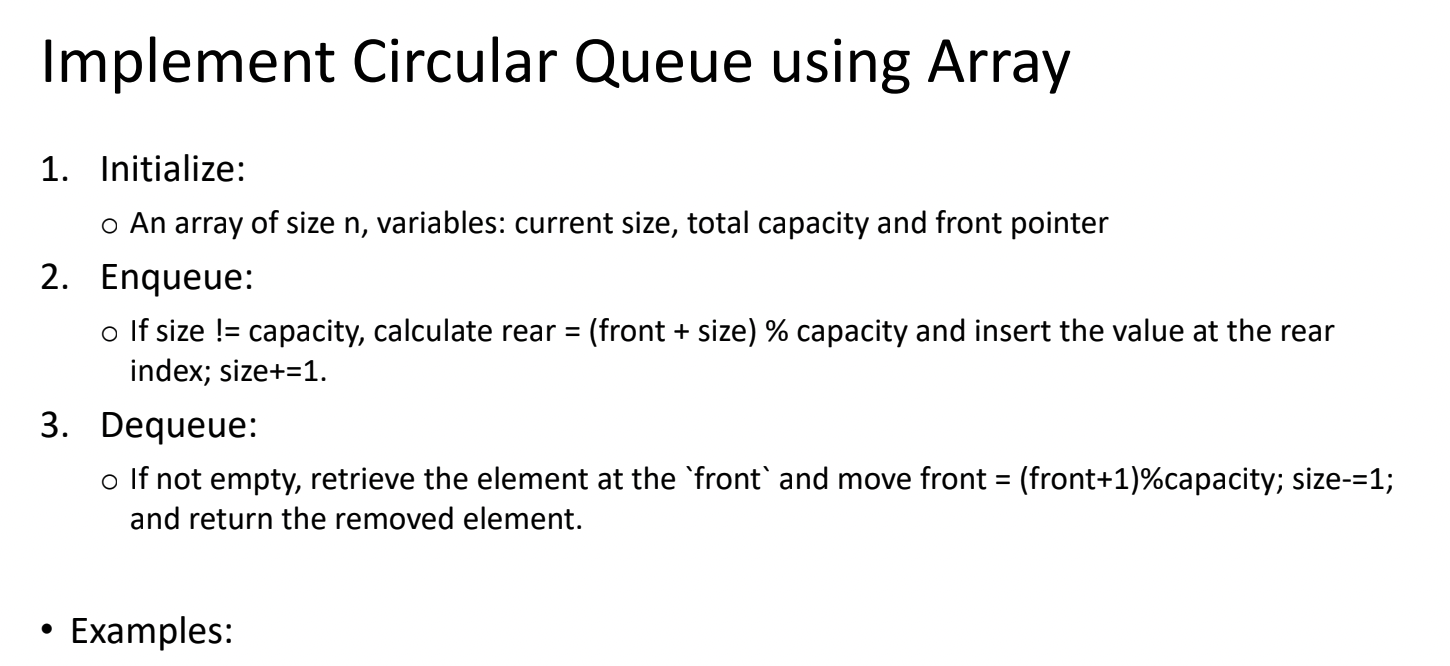 Implement Circular Queue using Array
1. Initialize:
○ An array of size n, variables: current size, total capacity and front pointer
2. Enqueue:
○ If size != capacity, calculate rear = (front + size) % capacity and insert the value at the rear
index; size+=1.
3. Dequeue:
○ If not empty, retrieve the element at the `front` and move front = (front+1)%capacity; size-=1;
and return the removed element.
• Examples: